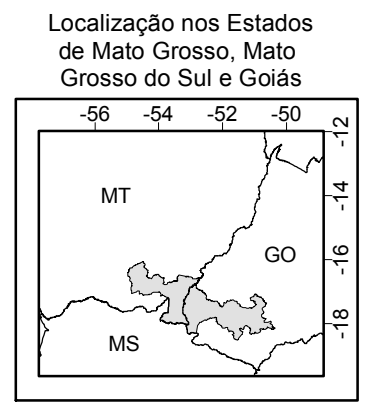 Localização nos Estados
de Mato Grosso, Mato
Grosso do Sul e Goiás
-56 -54 -52 -50
-12
MT
-14
GO
-16
-18
MS